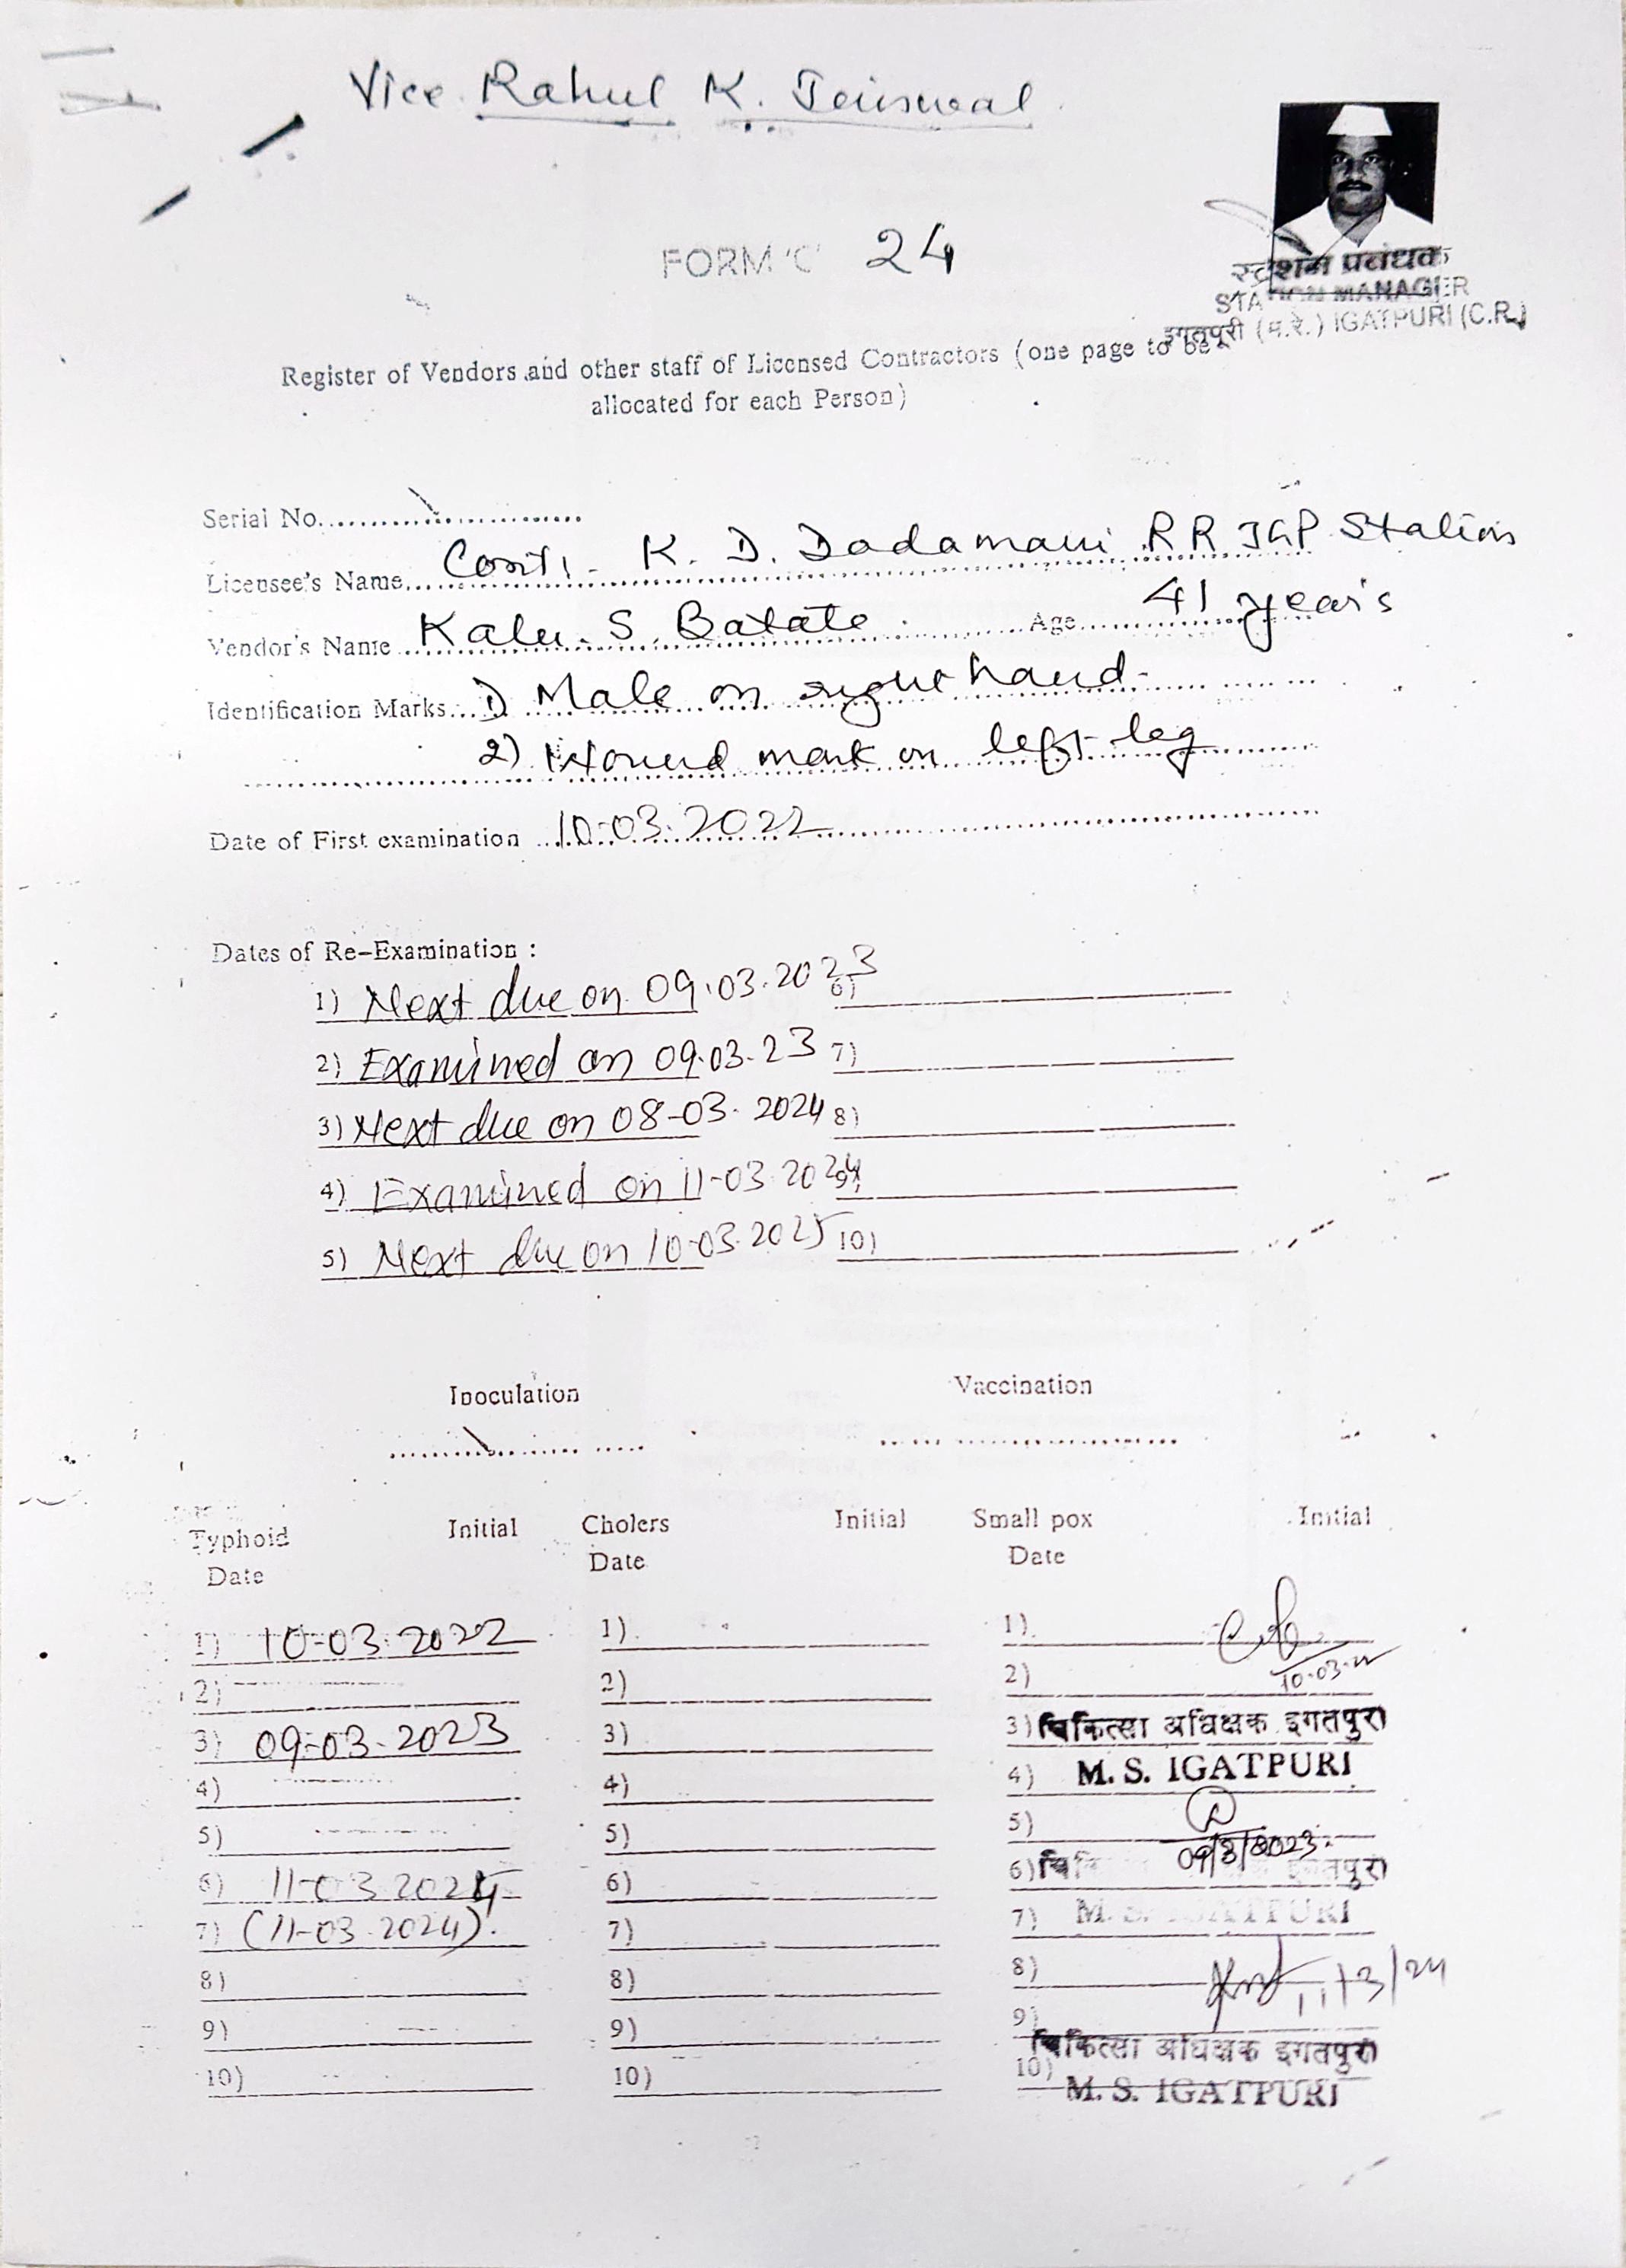 Vice Rahul K. Jaiswal
FORM 'C' 24
स्टेशन प्रबंधक
STATION MANAGER
इगतपूरी (म.रे.) IGATPURI (C.R.)
Register of Vendors and other staff of Licensed Contractors (one page to be
allocated for each Person)
Serial No.
Licensee's Name Cont: K. D. Dadamani RR IGP Station
Vendor's Name Kalu. S. Batate Age 41 year's
Identification Marks 1) Male on right hand
2) Wound mark on left leg
Date of First examination 10-03-2022
Dates of Re-Examination :
1) Next due on 09.03.2023 6)
2) Examined on 09.03.23 7)
3) Next due on 08-03-2024 8)
4) Examined on 11-03-2024 9)
5) Next due on 10-03-2025 10)
Inoculation Vaccination
Typhoid Initial Cholers Initial Small pox Initial
Date Date Date
1) 10-03-2022 1) 1)
2) 2) 2) 10-03-22
3) 09-03-2023 3) 3) चिकित्सा अधिक्षक इगतपुरी
4) 4) 4) M. S. IGATPURI
5) 5) 5)
09/3/2023
6) 11-03-2024 6) 6) चिकि इगतपुरी
7) (11-03-2024). 7) 7) M. S. IGATPURI
8) 8) 8) 11/3/24
9) 9) 9)
चिकित्सा अधिक्षक इगतपुरी
10) 10) 10) M. S. IGATPURI